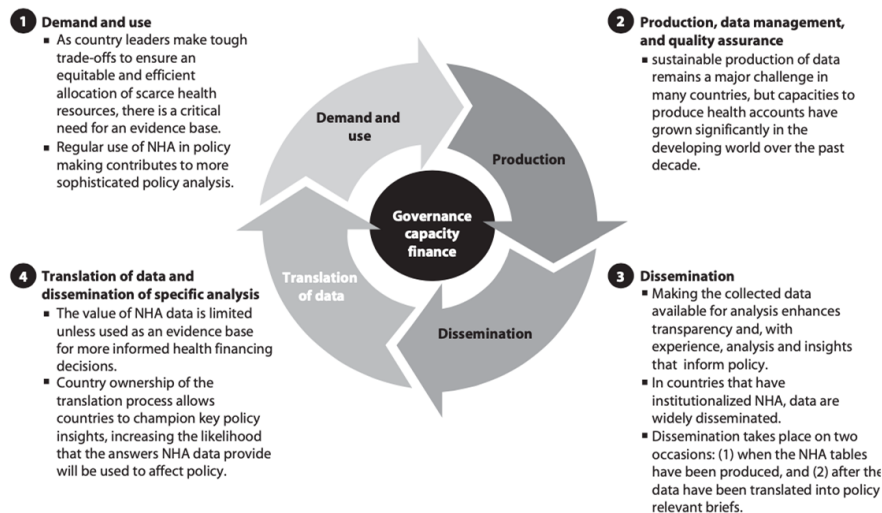 1 Demand and use
▪ As country leaders make tough
trade-offs to ensure an
equitable and efficient
allocation of scarce health
resources, there is a critical
need for an evidence base.
▪ Regular use of NHA in policy
making contributes to more
sophisticated policy analysis.
2 Production, data management,
and quality assurance
▪ sustainable production of data
remains a major challenge in
many countries, but capacities to
produce health accounts have
grown significantly in the
developing world over the past
decade.
Demand and
use
Production
Governance
capacity
finance
Translation
of data
Dissemination
4 Translation of data and
dissemination of specific analysis
▪ The value of NHA data is limited
unless used as an evidence base
for more informed health financing
decisions.
▪ Country ownership of the
translation process allows
countries to champion key policy
insights, increasing the likelihood
that the answers NHA data provide
will be used to affect policy.
3 Dissemination
▪ Making the collected data
available for analysis enhances
transparency and, with
experience, analysis and insights
that inform policy.
▪ In countries that have
institutionalized NHA, data are
widely disseminated.
▪ Dissemination takes place on two
occasions: (1) when the NHA tables
have been produced, and (2) after the
data have been translated into policy
relevant briefs.